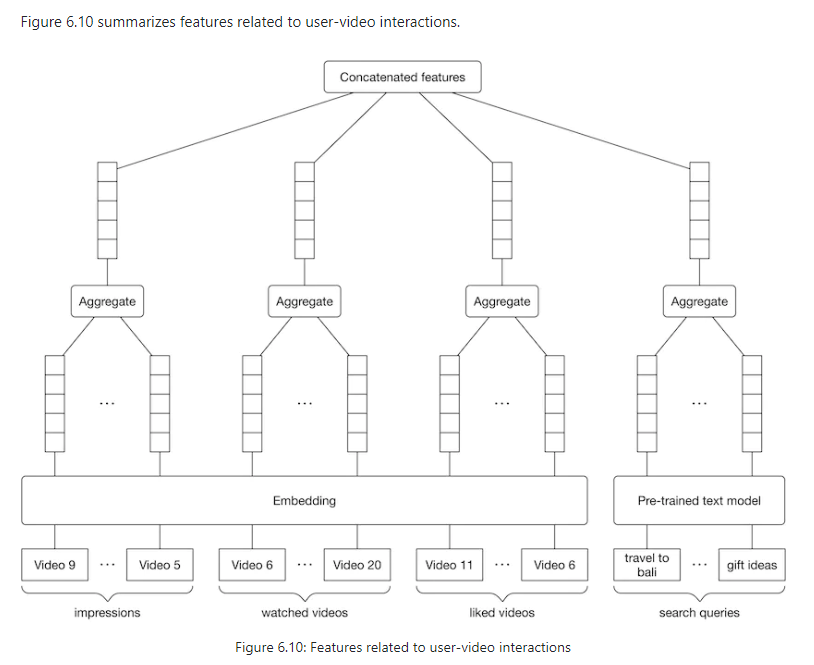 Figure 6.10 summarizes features related to user-video interactions.
Concatenated features
Aggregate
Aggregate
Aggregate
Aggregate
...
...
...
...
Embedding
Pre-trained text model
Video 9
...
Video 5
Video 6
...
Video 20
Video 11
...
Video 6
travel to
bali
...
gift ideas
impressions
watched videos
liked videos
search queries
Figure 6.10: Features related to user-video interactions